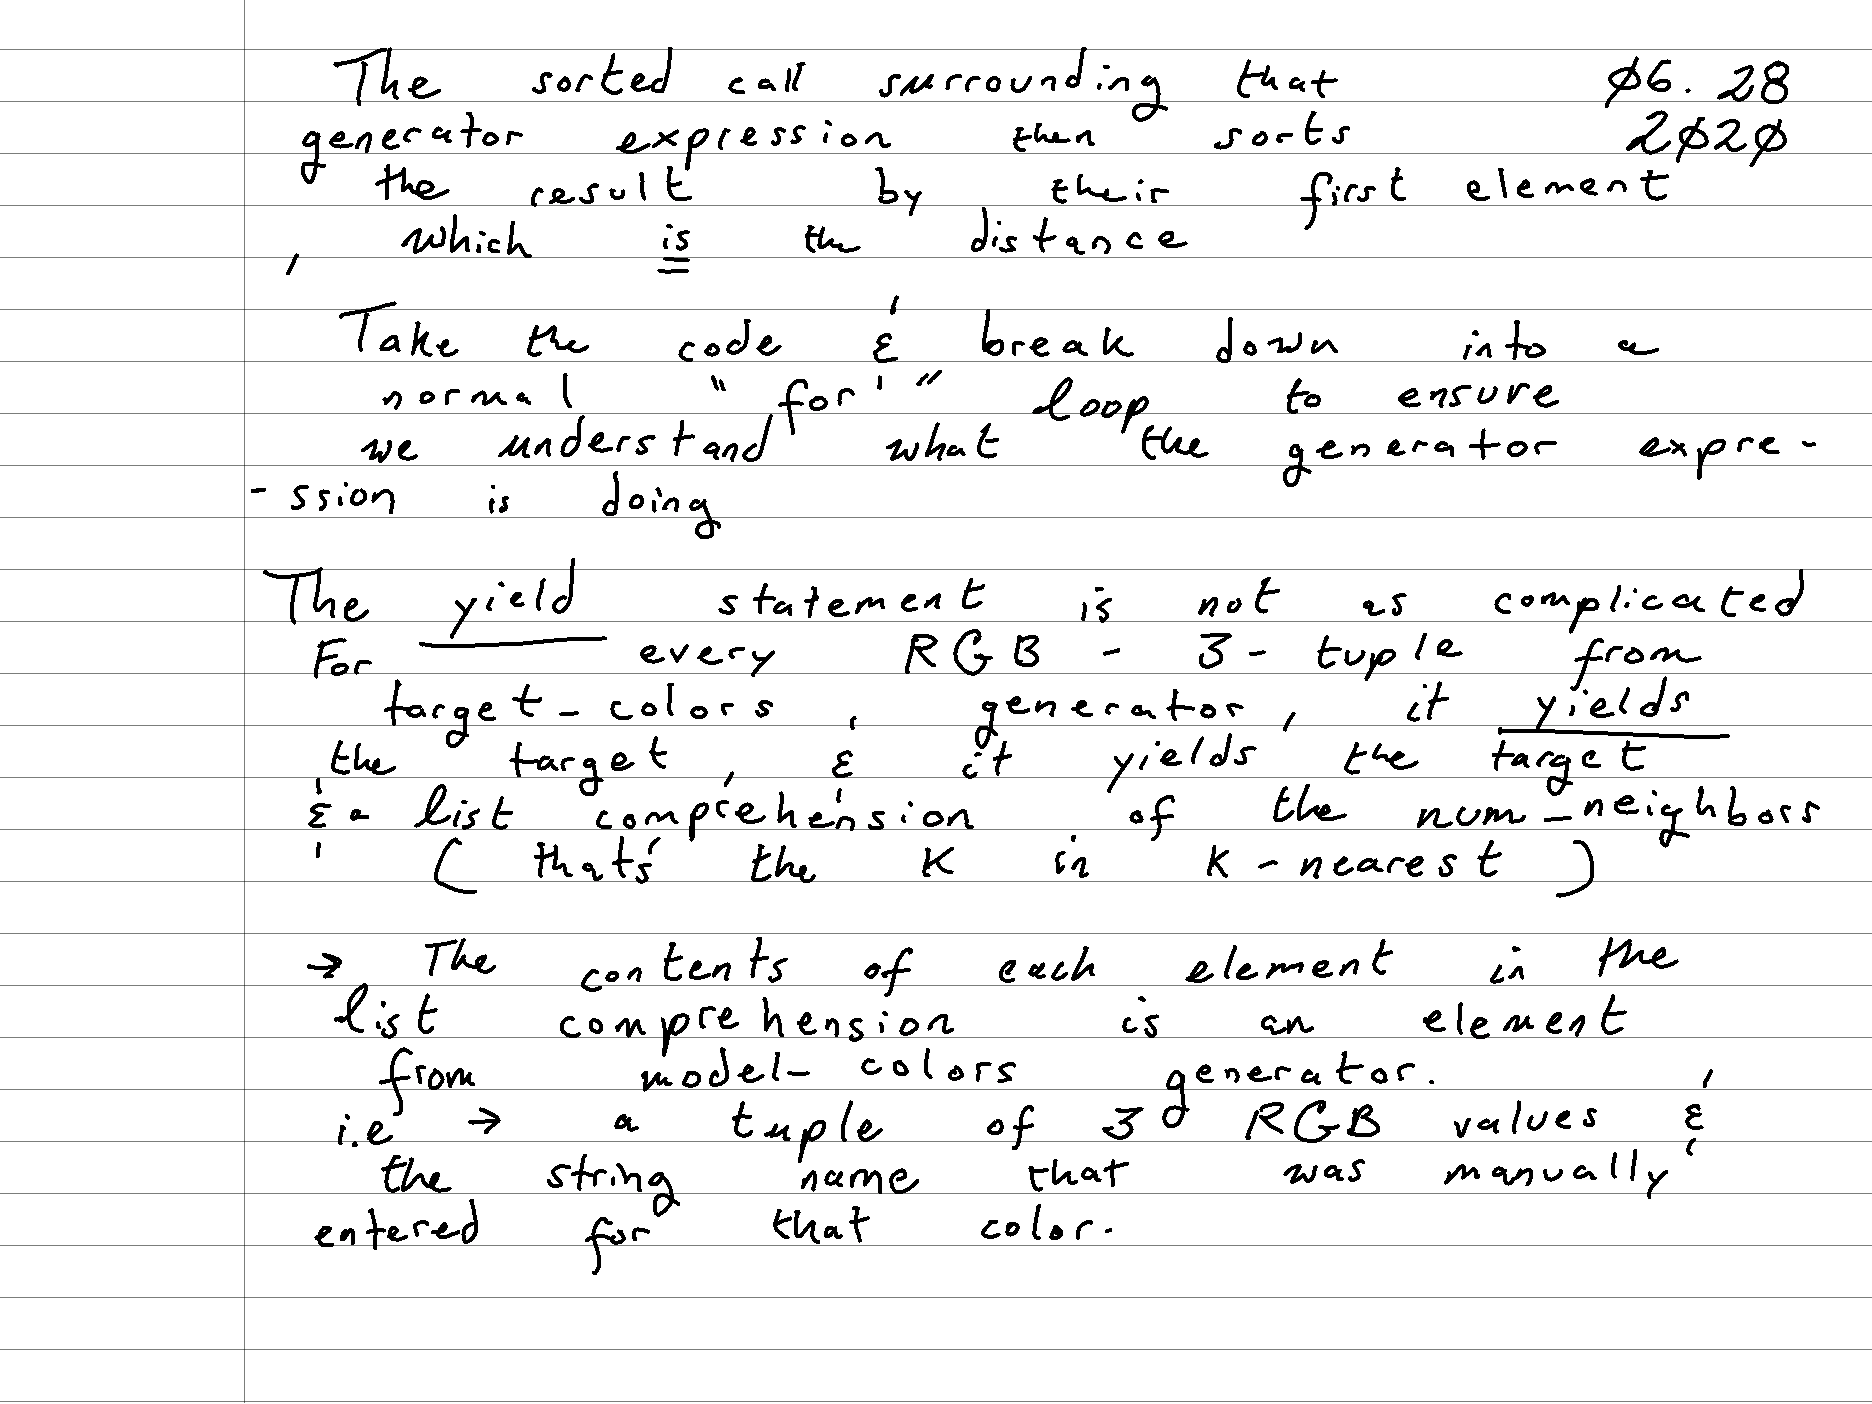 The sorted call surrounding that 06.28
generator expression then sorts 2020
the result by their first element
, which is the distance
Take the code & break down into a
normal "for" loop to ensure
we understand what the generator expre-
-ssion is doing
The yield statement is not as complicated
For every RGB - 3 - tuple from
target_colors, generator, it yields
the target, & it yields the target
& a list comprehension of the num_neighbors
(that's the K in K-nearest)
→ The contents of each element in the
list comprehension is an element
from model_colors generator.
i.e → a tuple of 3 RGB values &
the string name that was manually
entered for that color.